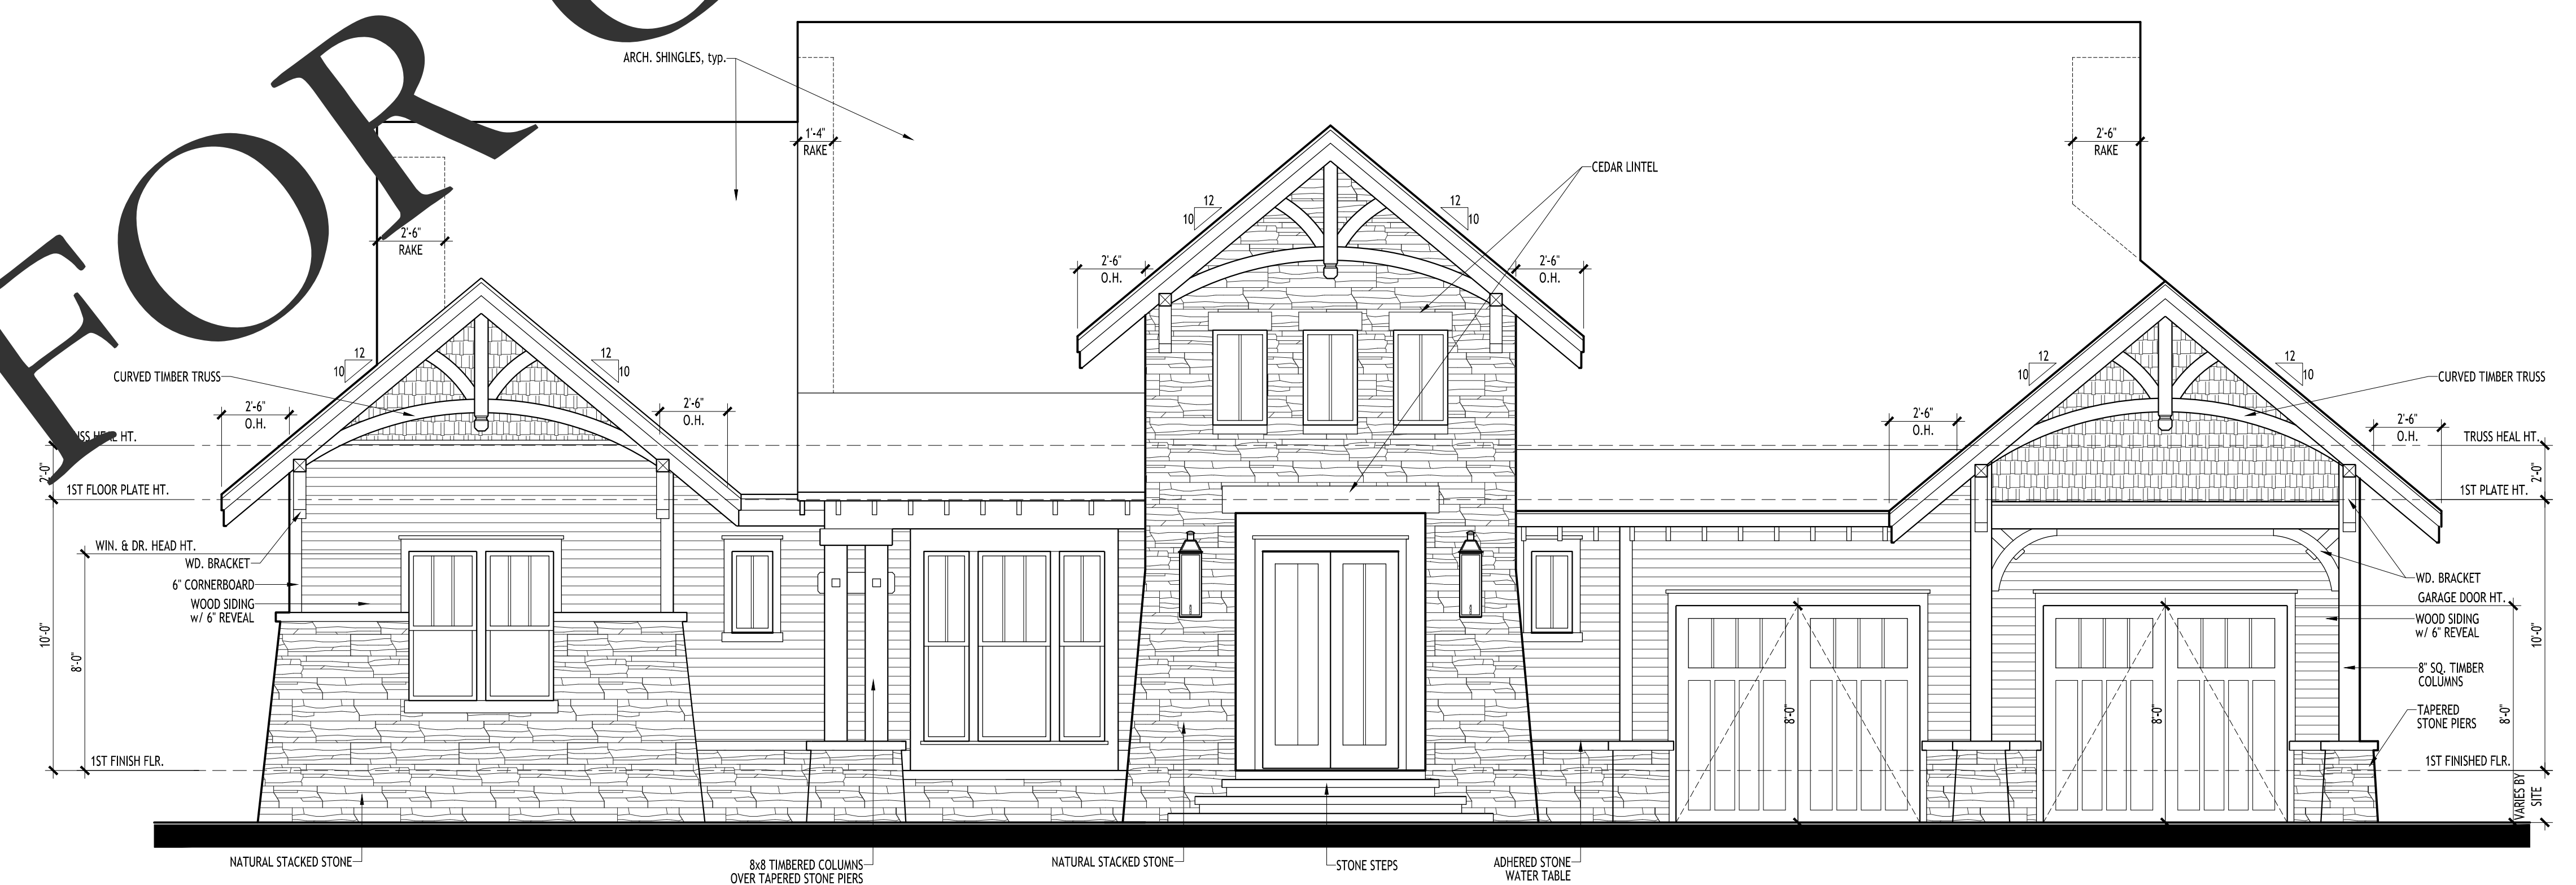 FOR
ARCH. SHINGLES, typ.
1'-4"
RAKE
2'-6"
RAKE
CEDAR LINTEL
12
10
12
10
2'-6"
RAKE
2'-6"
O.H.
2'-6"
O.H.
12
10
12
10
12
10
12
10
CURVED TIMBER TRUSS
CURVED TIMBER TRUSS
2'-6"
O.H.
2'-6"
O.H.
2'-6"
O.H.
2'-6"
O.H.
HEAL HT.
TRUSS HEAL HT.
2'-0"
2'-0"
1ST FLOOR PLATE HT.
1ST PLATE HT.
WIN. & DR. HEAD HT.
WD. BRACKET
6" CORNERBOARD
WOOD SIDING
w/ 6" REVEAL
10'-0"
8'-0"
WD. BRACKET
GARAGE DOOR HT.
WOOD SIDING
w/ 6" REVEAL
10'-0"
8" SQ. TIMBER
COLUMNS
TAPERED
STONE PIERS
8'-0"
8'-0"
8'-0"
1ST FINISH FLR.
1ST FINISHED FLR.
VARIES BY
SITE
NATURAL STACKED STONE
8x8 TIMBERED COLUMNS
OVER TAPERED STONE PIERS
NATURAL STACKED STONE
STONE STEPS
ADHERED STONE
WATER TABLE